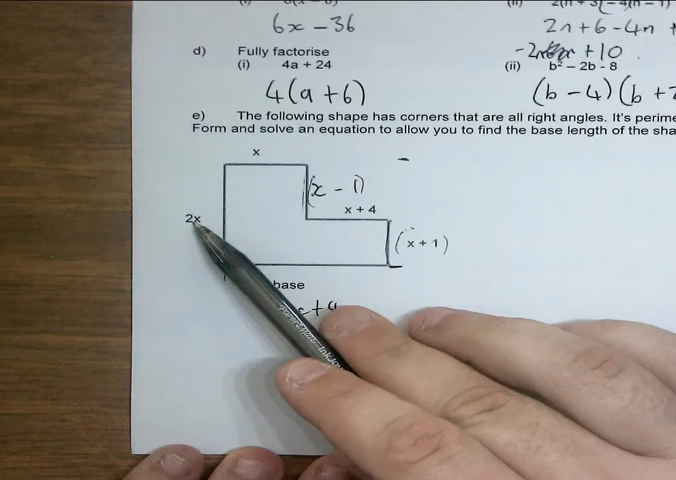 6x - 36
2n + 6 - 4n +
d) Fully factorise
-2n + 10
(i) 4a + 24
(ii) b² - 2b - 8
4(a + 6)
(b - 4)(b +
e) The following shape has corners that are all right angles. It's
Form and solve an equation to allow you to find the base length of the
x
(x - 1)
x + 4
2x
(x + 1)
base